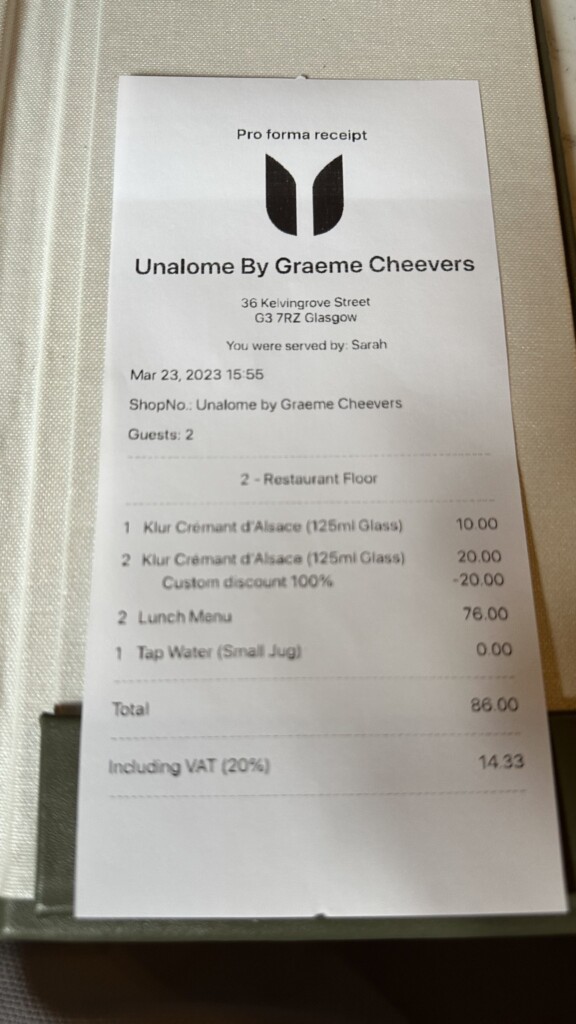 Pro forma receipt
Unalome By Graeme Cheevers
36 Kelvingrove Street
G3 7RZ Glasgow
You were served by: Sarah
Mar 23, 2023 15:55
ShopNo.: Unalome by Graeme Cheevers
Guests: 2
2 - Restaurant Floor
1 Klur Crémant d'Alsace (125ml Glass) 10.00
2 Klur Crémant d'Alsace (125ml Glass) 20.00
Custom discount 100% -20.00
2 Lunch Menu 76.00
1 Tap Water (Small Jug) 0.00
Total 86.00
Including VAT (20%) 14.33